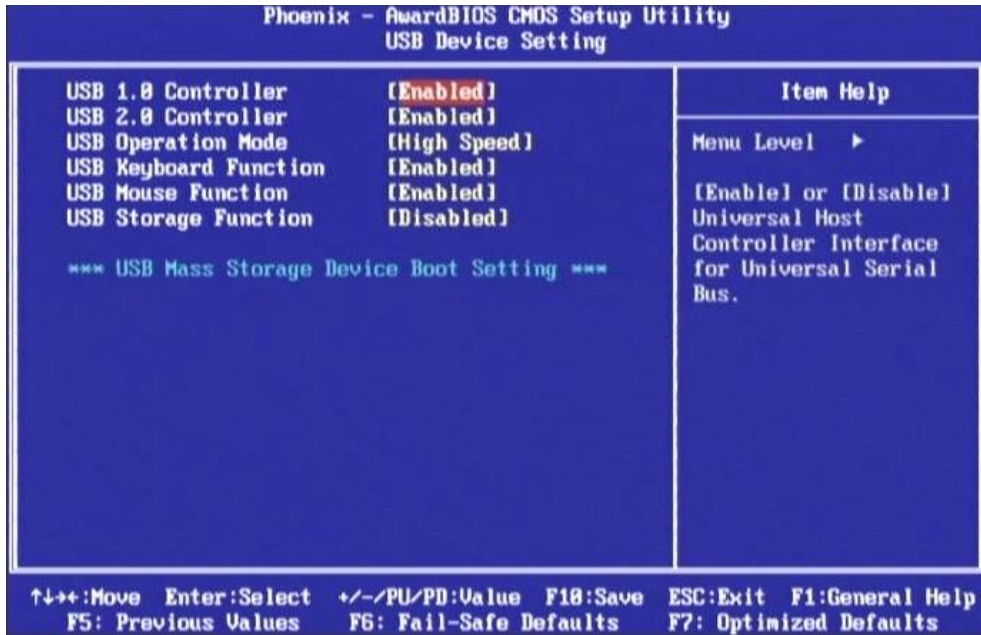 Phoenix - AwardBIOS CMOS Setup Utility
USB Device Setting
USB 1.0 Controller [Enabled]
USB 2.0 Controller [Enabled]
USB Operation Mode [High Speed]
USB Keyboard Function [Enabled]
USB Mouse Function [Enabled]
USB Storage Function [Disabled]
*** USB Mass Storage Device Boot Setting ***
Item Help
Menu Level ►
[Enable] or [Disable]
Universal Host
Controller Interface
for Universal Serial
Bus.
↑↓→←:Move Enter:Select +/-/PU/PD:Value F10:Save ESC:Exit F1:General Help
F5: Previous Values F6: Fail-Safe Defaults F7: Optimized Defaults